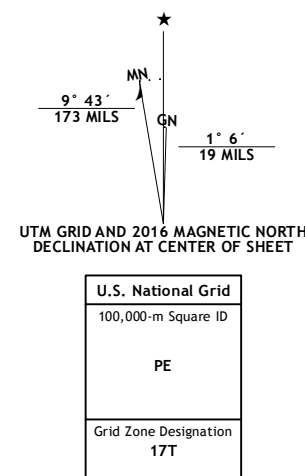 ★
MN
GN
9° 43´
173 MILS
1° 6´
19 MILS
UTM GRID AND 2016 MAGNETIC NORTH
DECLINATION AT CENTER OF SHEET
U.S. National Grid
100,000-m Square ID
PE
Grid Zone Designation
17T